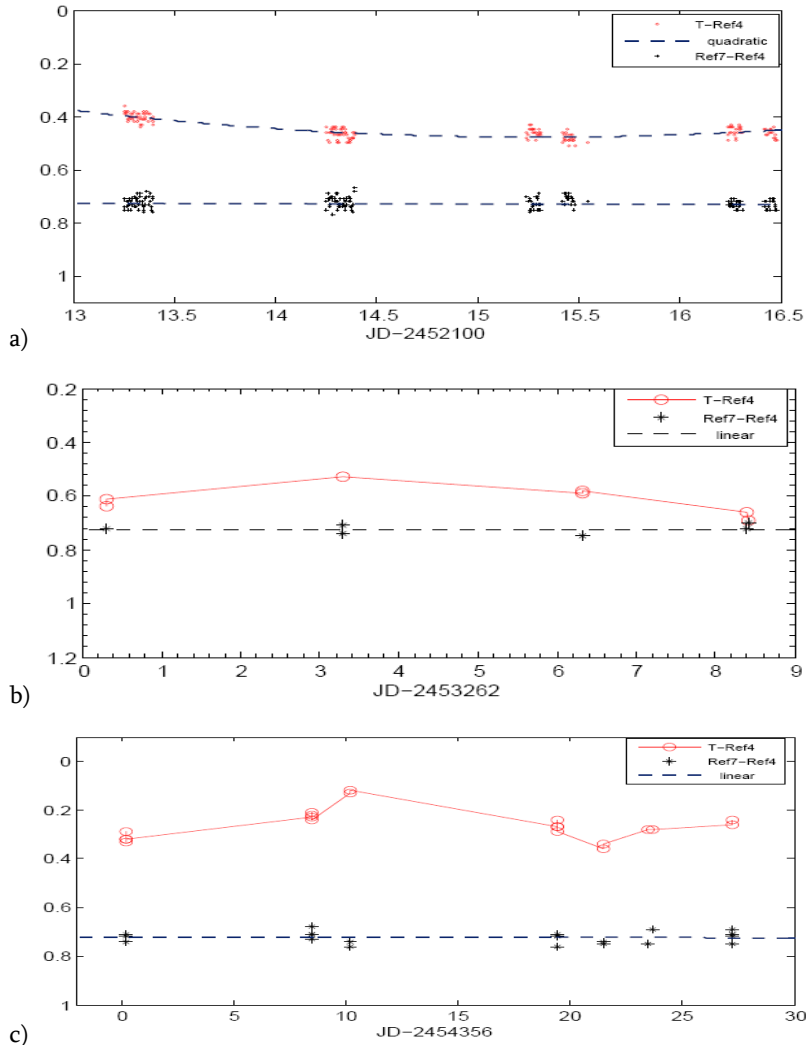 0
0.2
0.4
0.6
0.8
1
T-Ref4
quadratic
Ref7-Ref4
13 13.5 14 14.5 15 15.5 16 16.5
JD-2452100
a)
0.2
0.4
0.6
0.8
1
1.2
T-Ref4
Ref7-Ref4
linear
0 1 2 3 4 5 6 7 8 9
JD-2453262
b)
0
0.2
0.4
0.6
0.8
1
T-Ref4
Ref7-Ref4
linear
0 5 10 15 20 25 30
JD-2454356
c)